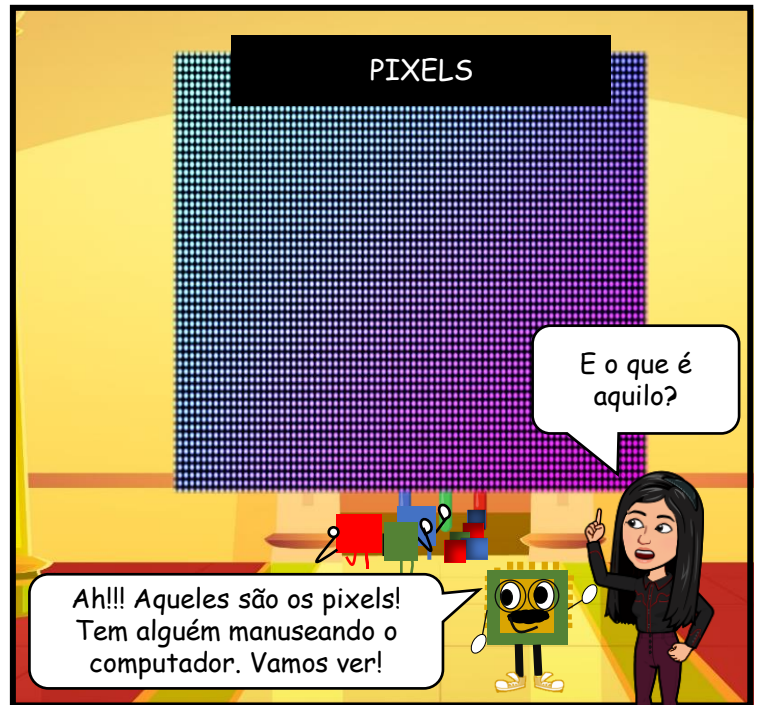 PIXELS
E o que é
aquilo?
Ah!!! Aqueles são os pixels!
Tem alguém manuseando o
computador. Vamos ver!